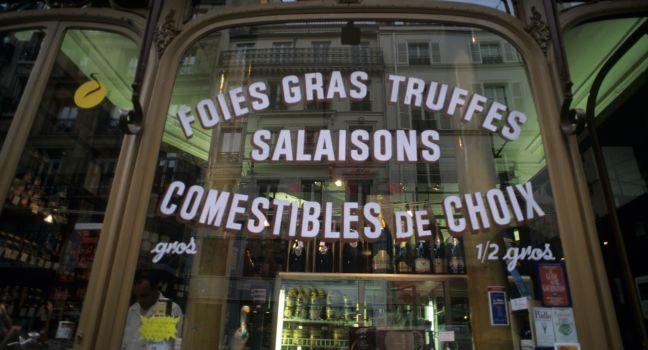 FOIES GRAS TRUFFES
SALAISONS
COMESTIBLES DE CHOIX
gros
1/2 gros